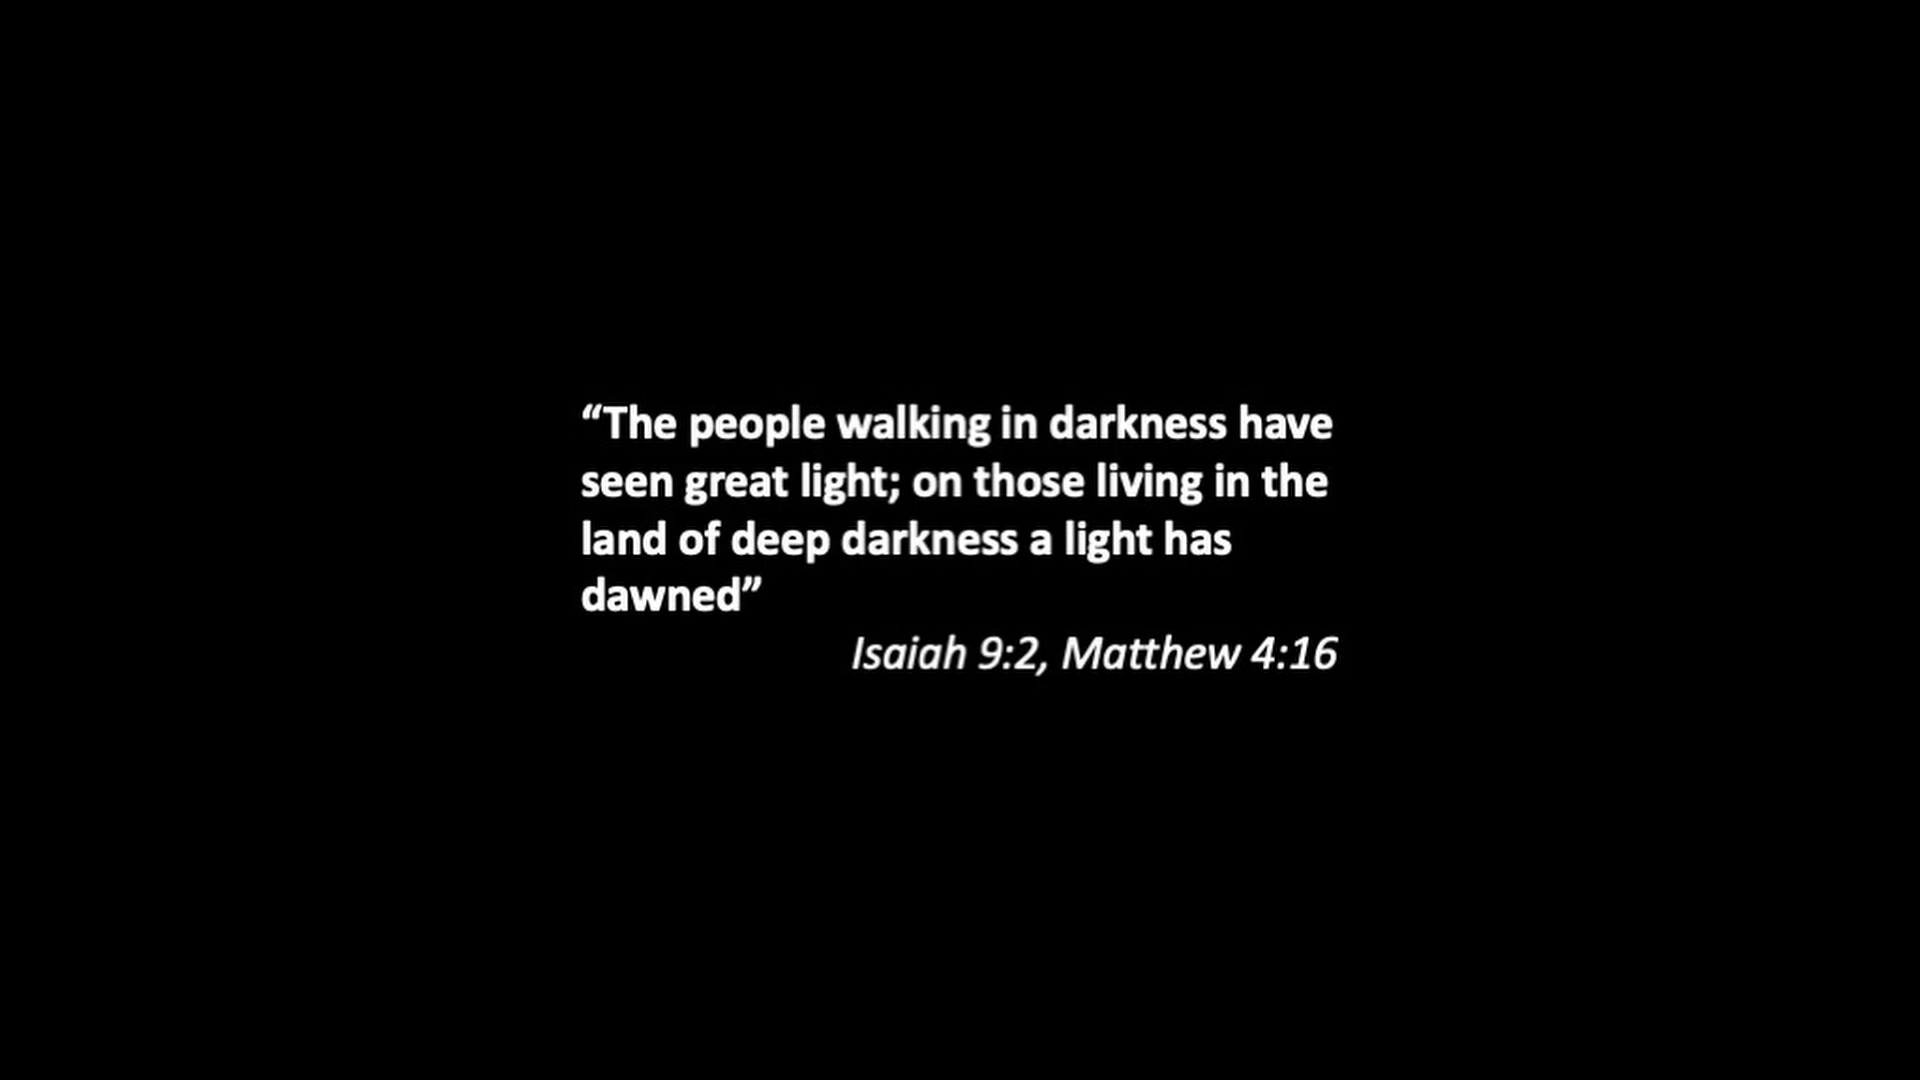 “The people walking in darkness have
seen great light; on those living in the
land of deep darkness a light has
dawned”
Isaiah 9:2, Matthew 4:16